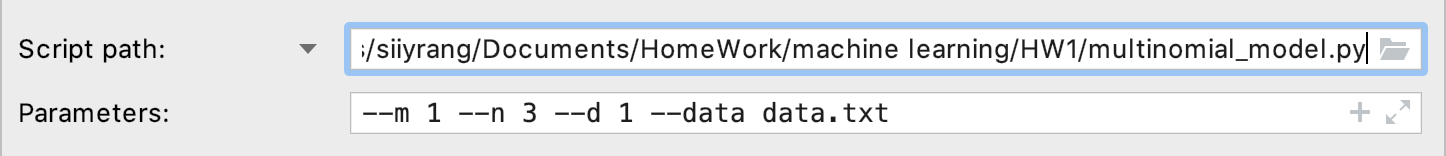 Script path: /siiyrang/Documents/HomeWork/machine learning/HW1/multinomial_model.py
Parameters: --m 1 --n 3 --d 1 --data data.txt